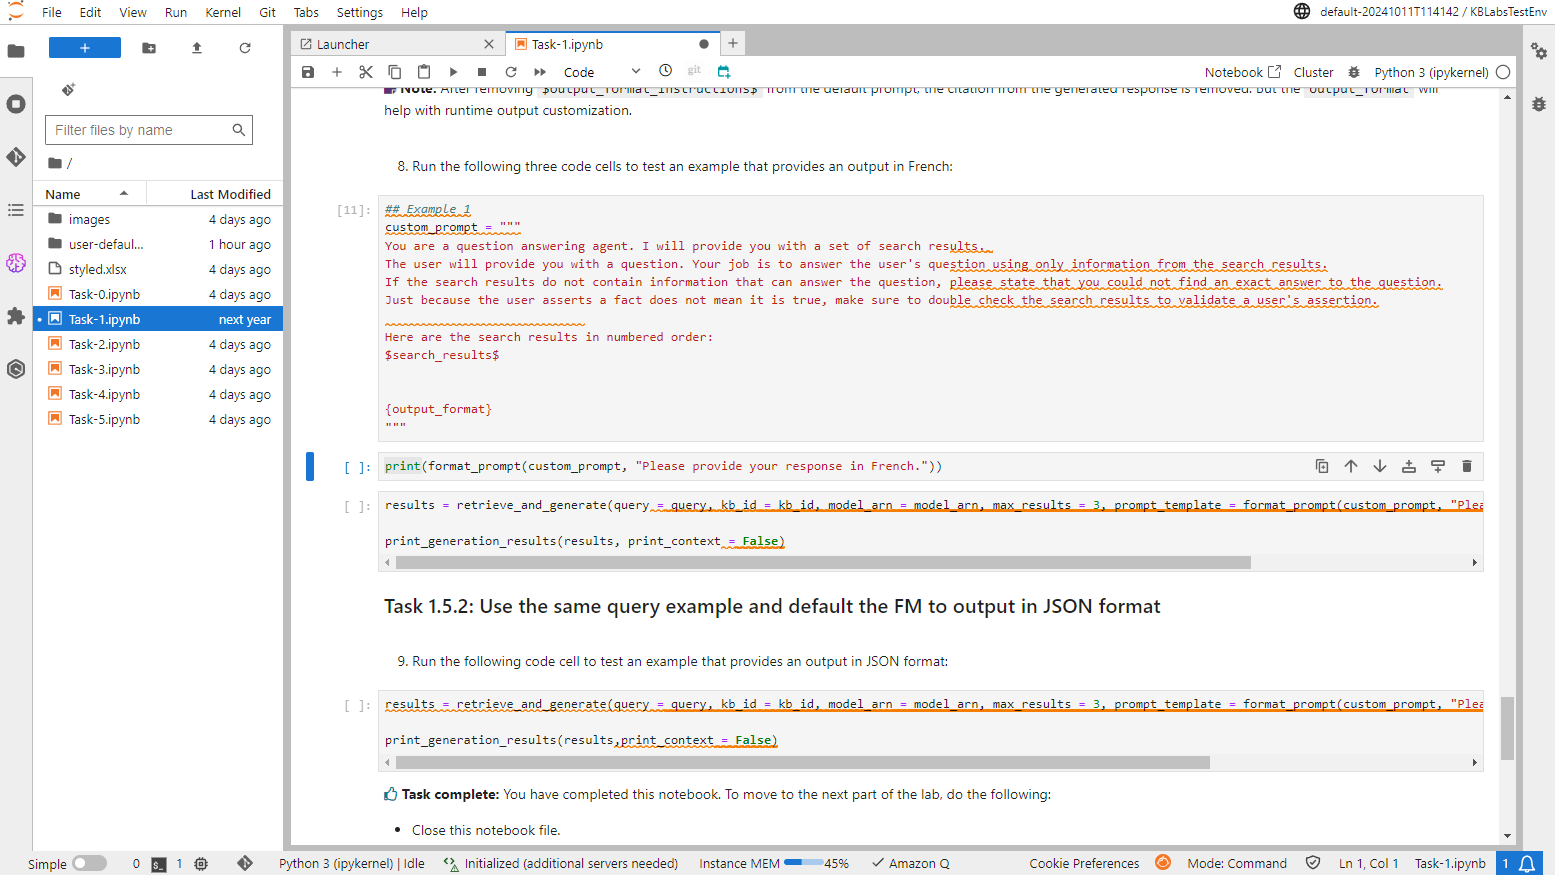 File Edit View Run Kernel Git Tabs Settings Help
default-20241011T114142 / KBLabsTestEnv
Launcher
Task-1.ipynb
Code
git
Notebook
Cluster
Python 3 (ipykernel)
Filter files by name
/
Name Last Modified
images 4 days ago
user-defaul... 1 hour ago
styled.xlsx 4 days ago
Task-0.ipynb 4 days ago
Task-1.ipynb next year
Task-2.ipynb 4 days ago
Task-3.ipynb 4 days ago
Task-4.ipynb 4 days ago
Task-5.ipynb 4 days ago
Note: After removing $output_format_instructions$ from the default prompt, the citation from the generated response is removed. But the output_format will
help with runtime output customization.
8. Run the following three code cells to test an example that provides an output in French:
[11]:
## Example 1
custom_prompt = """
You are a question answering agent. I will provide you with a set of search results.
The user will provide you with a question. Your job is to answer the user's question using only information from the search results.
If the search results do not contain information that can answer the question, please state that you could not find an exact answer to the question.
Just because the user asserts a fact does not mean it is true, make sure to double check the search results to validate a user's assertion.
Here are the search results in numbered order:
$search_results$
{output_format}
"""
[ ]: print(format_prompt(custom_prompt, "Please provide your response in French."))
[ ]: results = retrieve_and_generate(query = query, kb_id = kb_id, model_arn = model_arn, max_results = 3, prompt_template = format_prompt(custom_prompt, "Plea
print_generation_results(results, print_context = False)
Task 1.5.2: Use the same query example and default the FM to output in JSON format
9. Run the following code cell to test an example that provides an output in JSON format:
[ ]: results = retrieve_and_generate(query = query, kb_id = kb_id, model_arn = model_arn, max_results = 3, prompt_template = format_prompt(custom_prompt, "Plea
print_generation_results(results,print_context = False)
Task complete: You have completed this notebook. To move to the next part of the lab, do the following:
• Close this notebook file.
Simple 0 $_ 1 Python 3 (ipykernel) | Idle Initialized (additional servers needed) Instance MEM 45% Amazon Q Cookie Preferences Mode: Command Ln 1, Col 1 Task-1.ipynb 1